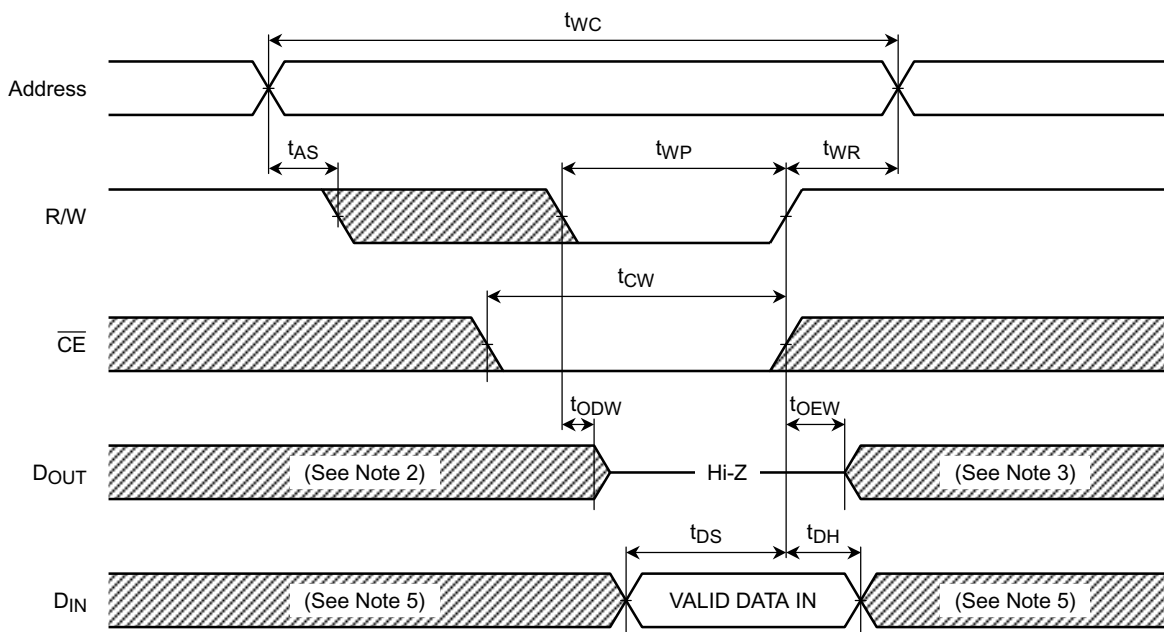 tWC
Address
tAS
tWP
tWR
R/W
tCW
CE
tODW
tOEW
DOUT
(See Note 2)
Hi-Z
(See Note 3)
tDS
tDH
DIN
(See Note 5)
VALID DATA IN
(See Note 5)